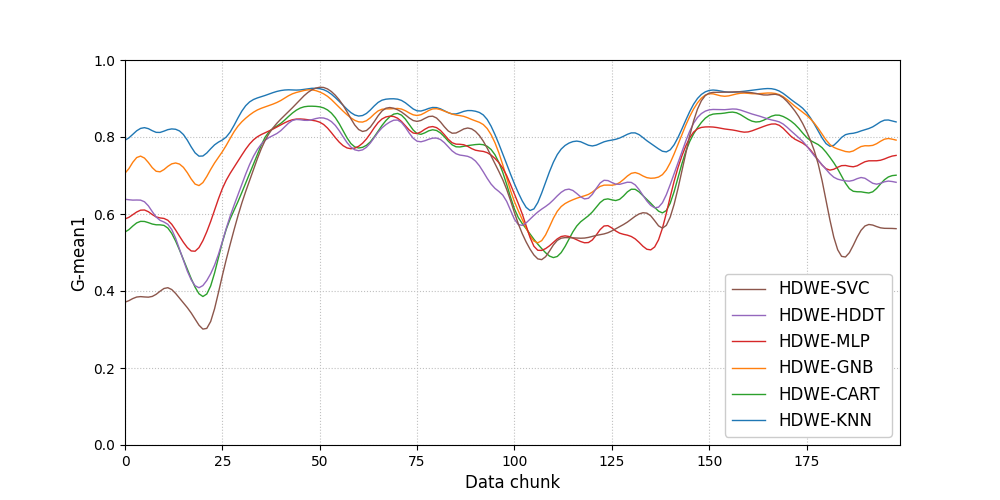 1.0
0.8
0.6
0.4
0.2
0.0
G-mean1
0 25 50 75 100 125 150 175
Data chunk
HDWE-SVC
HDWE-HDDT
HDWE-MLP
HDWE-GNB
HDWE-CART
HDWE-KNN